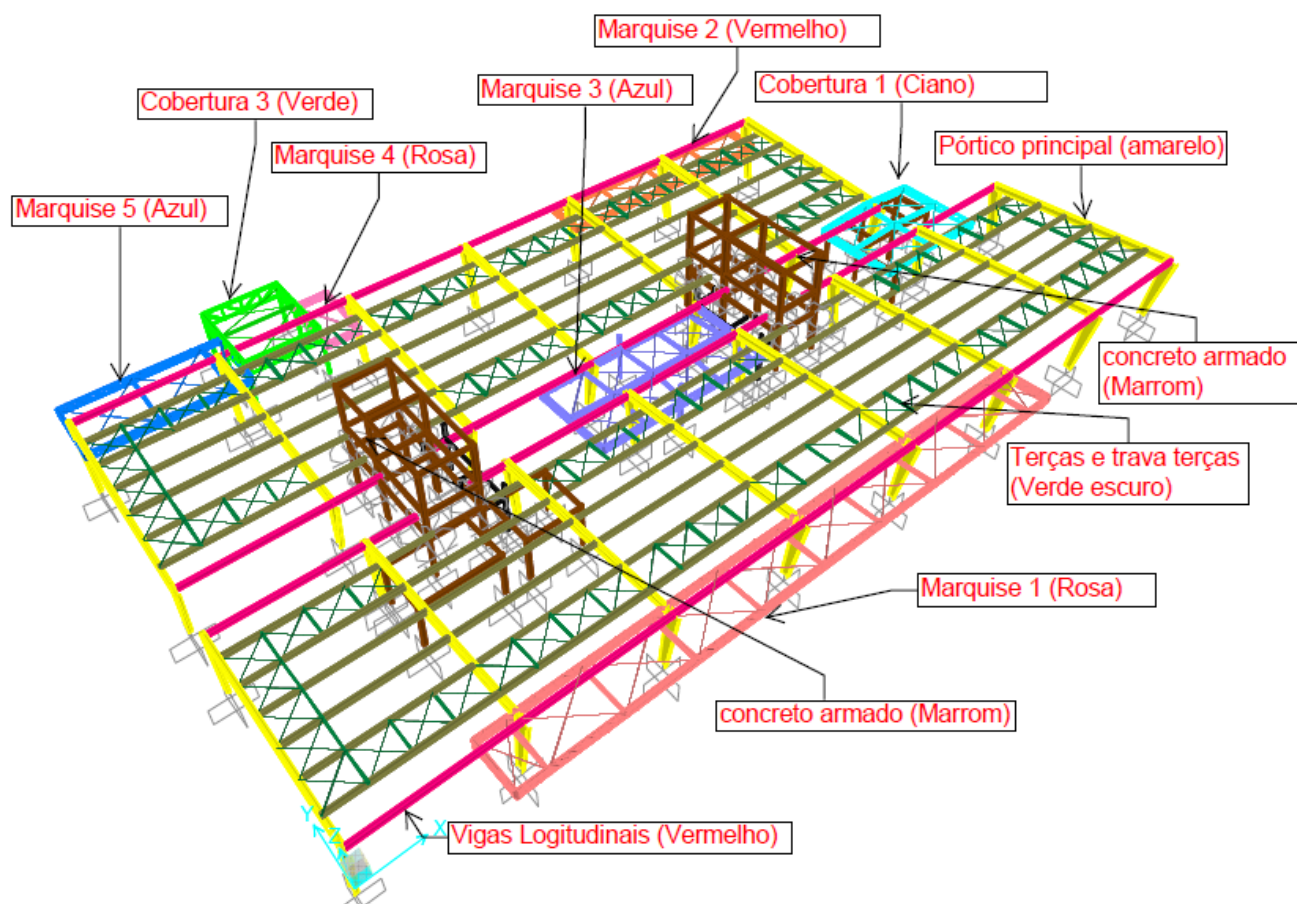 Marquise 2 (Vermelho)
Cobertura 3 (Verde)
Marquise 3 (Azul)
Cobertura 1 (Ciano)
Marquise 4 (Rosa)
Pórtico principal (amarelo)
Marquise 5 (Azul)
concreto armado
(Marrom)
Terças e trava terças
(Verde escuro)
Marquise 1 (Rosa)
concreto armado (Marrom)
Vigas Logitudinais (Vermelho)
Y
Z
X